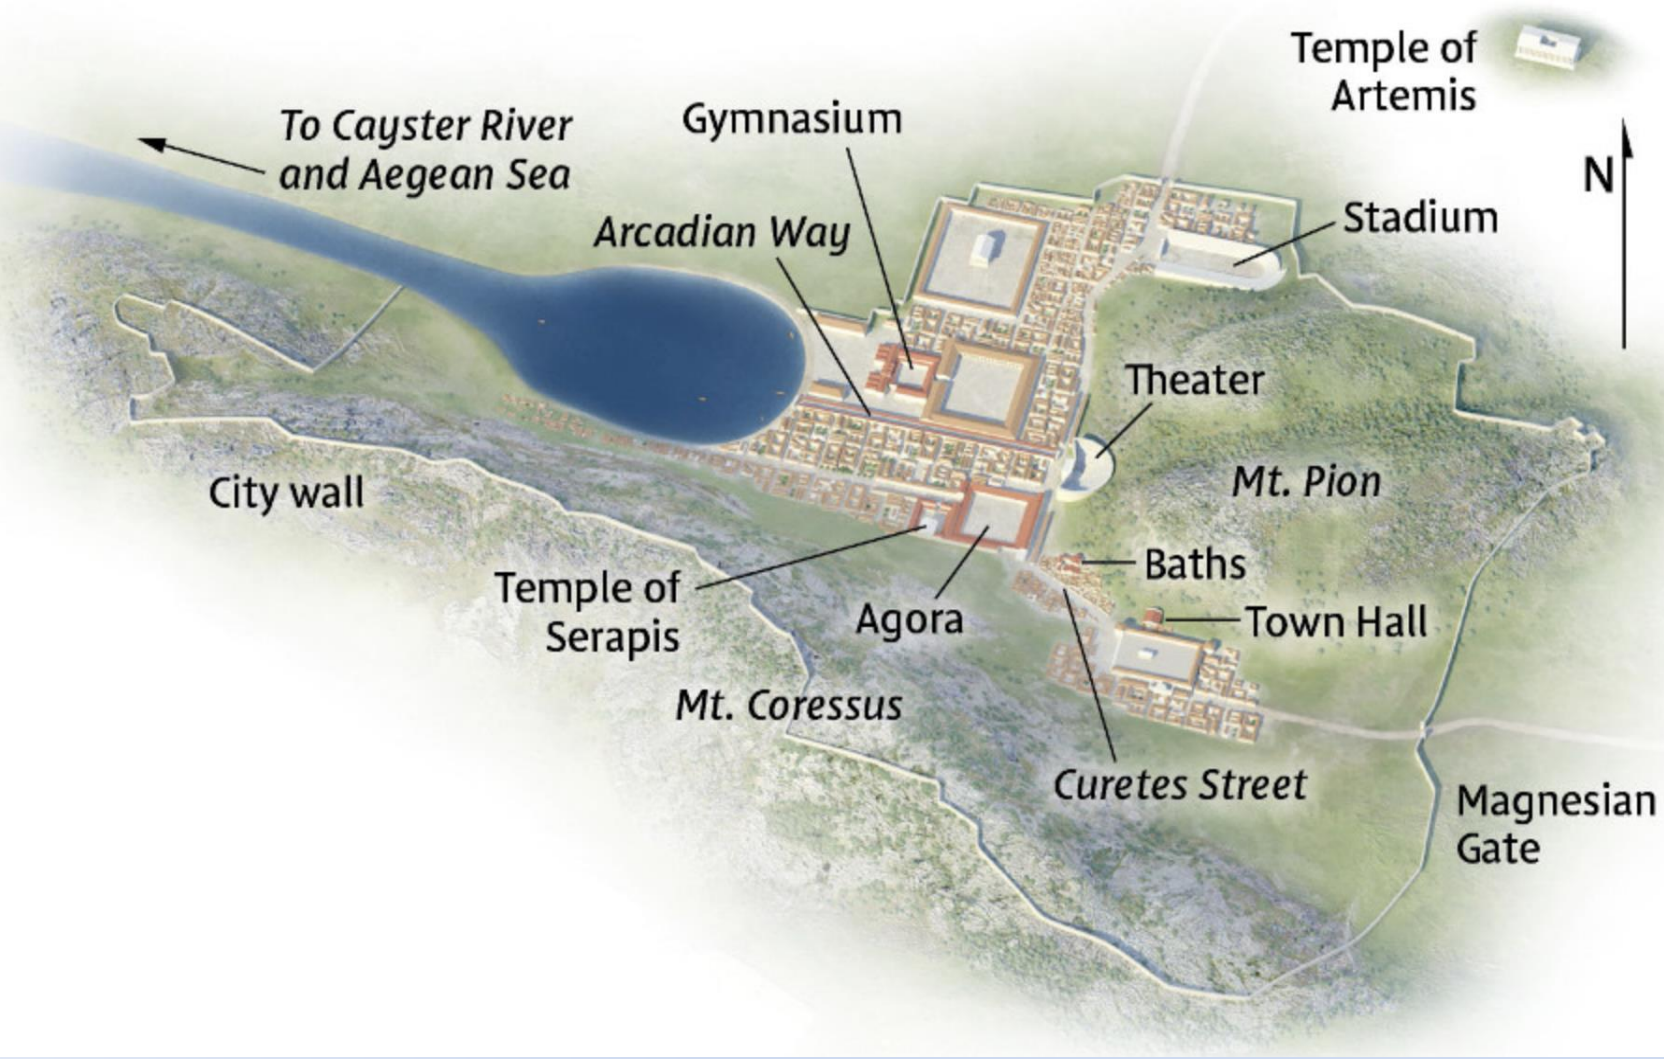 Temple of
Artemis
To Cayster River
and Aegean Sea
Gymnasium
N
Arcadian Way
Stadium
Theater
City wall
Mt. Pion
Temple of
Serapis
Agora
Baths
Town Hall
Mt. Coressus
Curetes Street
Magnesian
Gate